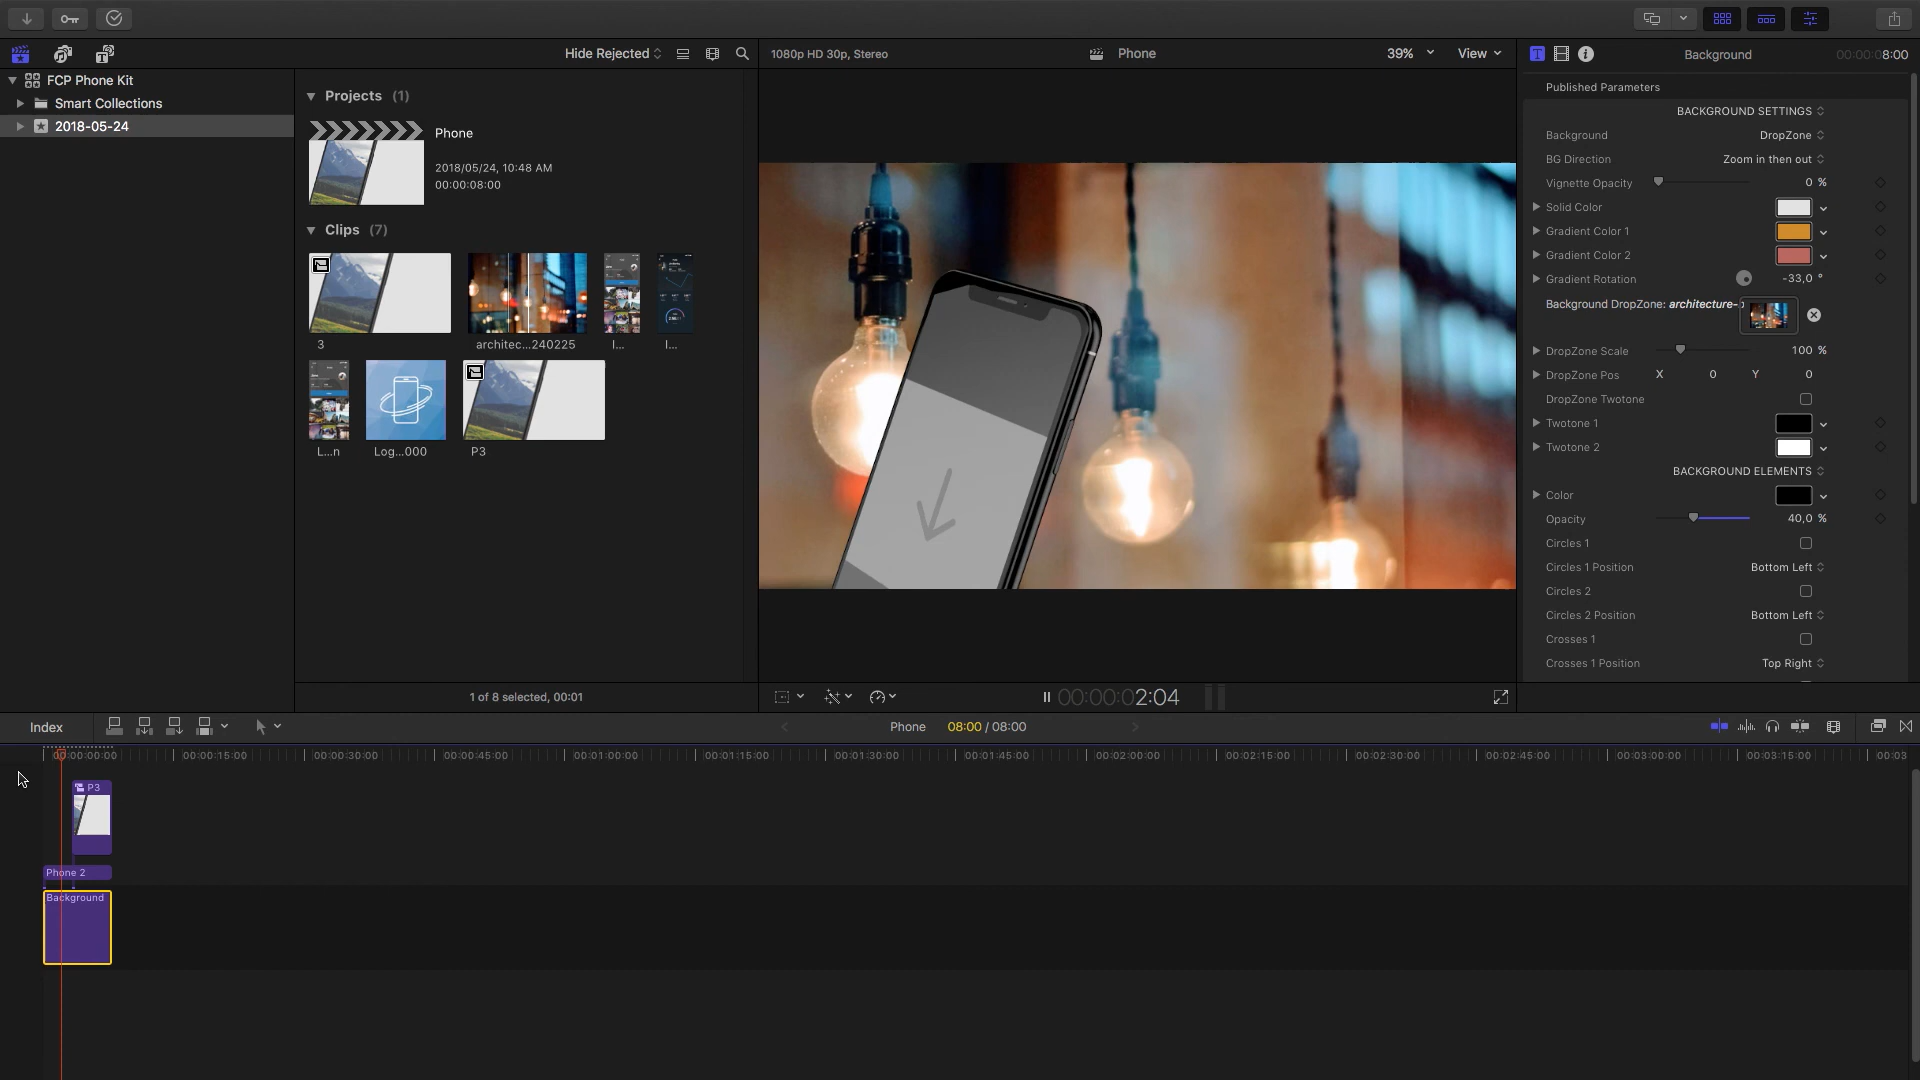 Hide Rejected
1080p HD 30p, Stereo
Phone
39%
View
Background
00:00:08:00
FCP Phone Kit
Smart Collections
2018-05-24
Projects (1)
Phone
2018/05/24, 10:48 AM
00:00:08:00
Clips (7)
3
architec...240225
I...
I...
L...n
Log...000
P3
1 of 8 selected, 00:01
00:00:02:04
Published Parameters
BACKGROUND SETTINGS
Background DropZone
BG Direction Zoom in then out
Vignette Opacity 0 %
Solid Color
Gradient Color 1
Gradient Color 2
Gradient Rotation -33,0 °
Background DropZone: architecture-
DropZone Scale 100 %
DropZone Pos X 0 Y 0
DropZone Twotone
Twotone 1
Twotone 2
BACKGROUND ELEMENTS
Color
Opacity 40,0 %
Circles 1
Circles 1 Position Bottom Left
Circles 2
Circles 2 Position Bottom Left
Crosses 1
Crosses 1 Position Top Right
Index
Phone 08:00 / 08:00
00:00:00:00 00:00:15:00 00:00:30:00 00:00:45:00 00:01:00:00 00:01:15:00 00:01:30:00 00:01:45:00 00:02:00:00 00:02:15:00 00:02:30:00 00:02:45:00 00:03:00:00 00:03:15:00 00:03
P3
Phone 2
Background